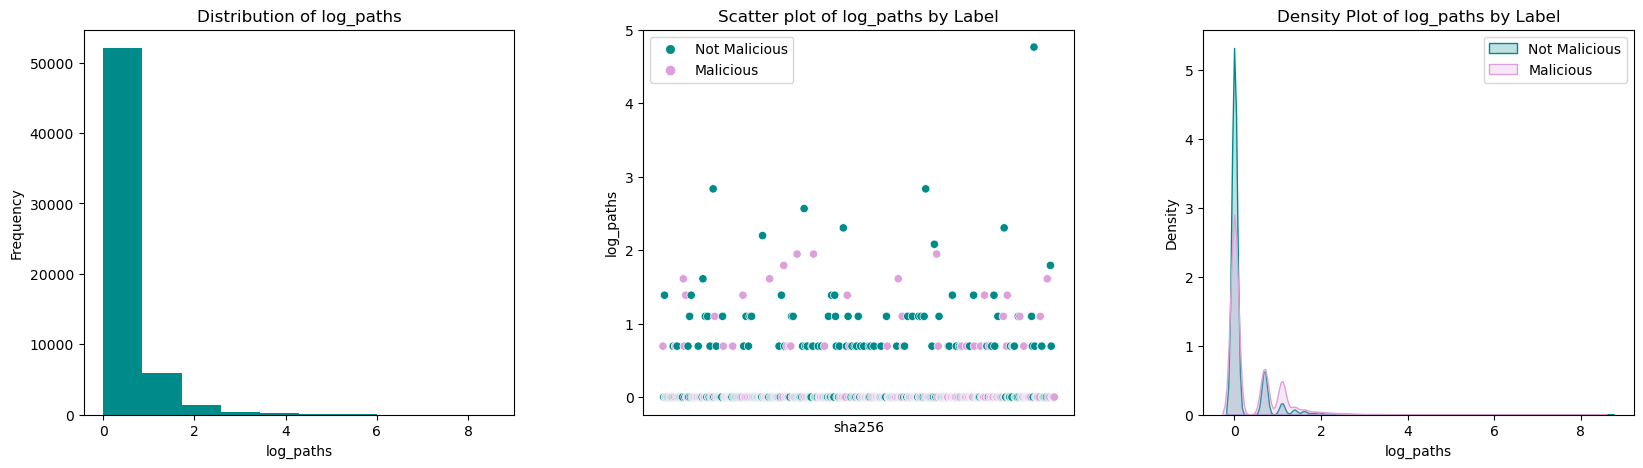 Distribution of log_paths
Frequency
50000
40000
30000
20000
10000
0
0 2 4 6 8
log_paths
Scatter plot of log_paths by Label
Not Malicious
Malicious
log_paths
5
4
3
2
1
0
sha256
Density Plot of log_paths by Label
Not Malicious
Malicious
Density
5
4
3
2
1
0
0 2 4 6 8
log_paths